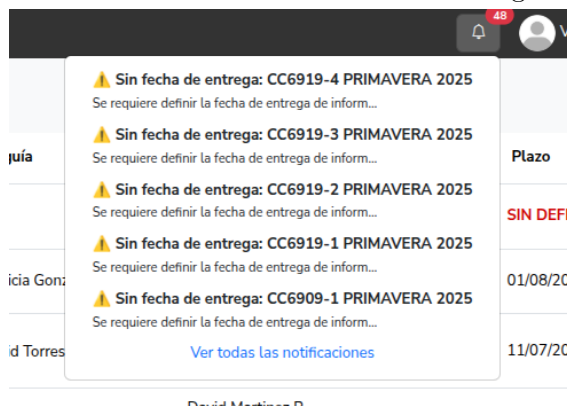 48
V
⚠️ Sin fecha de entrega: CC6919-4 PRIMAVERA 2025
Se requiere definir la fecha de entrega de inform...
⚠️ Sin fecha de entrega: CC6919-3 PRIMAVERA 2025
Se requiere definir la fecha de entrega de inform...
guía
Plazo
⚠️ Sin fecha de entrega: CC6919-2 PRIMAVERA 2025
Se requiere definir la fecha de entrega de inform...
SIN DEFI
⚠️ Sin fecha de entrega: CC6919-1 PRIMAVERA 2025
Se requiere definir la fecha de entrega de inform...
icia Gonz
01/08/20
⚠️ Sin fecha de entrega: CC6909-1 PRIMAVERA 2025
Se requiere definir la fecha de entrega de inform...
id Torres
Ver todas las notificaciones
11/07/20